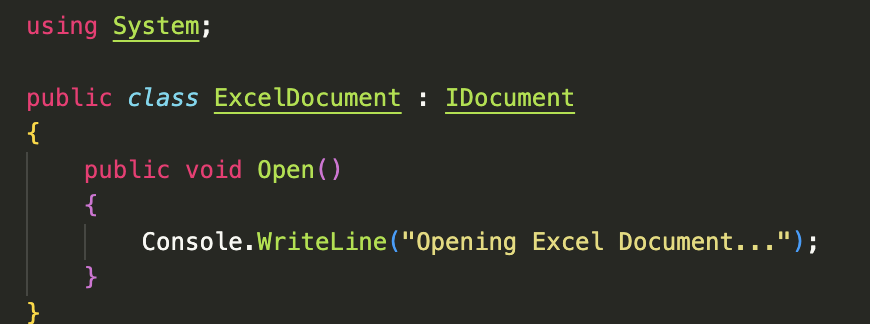 using System;
public class ExcelDocument : IDocument
{
public void Open()
{
Console.WriteLine("Opening Excel Document...");
}
}